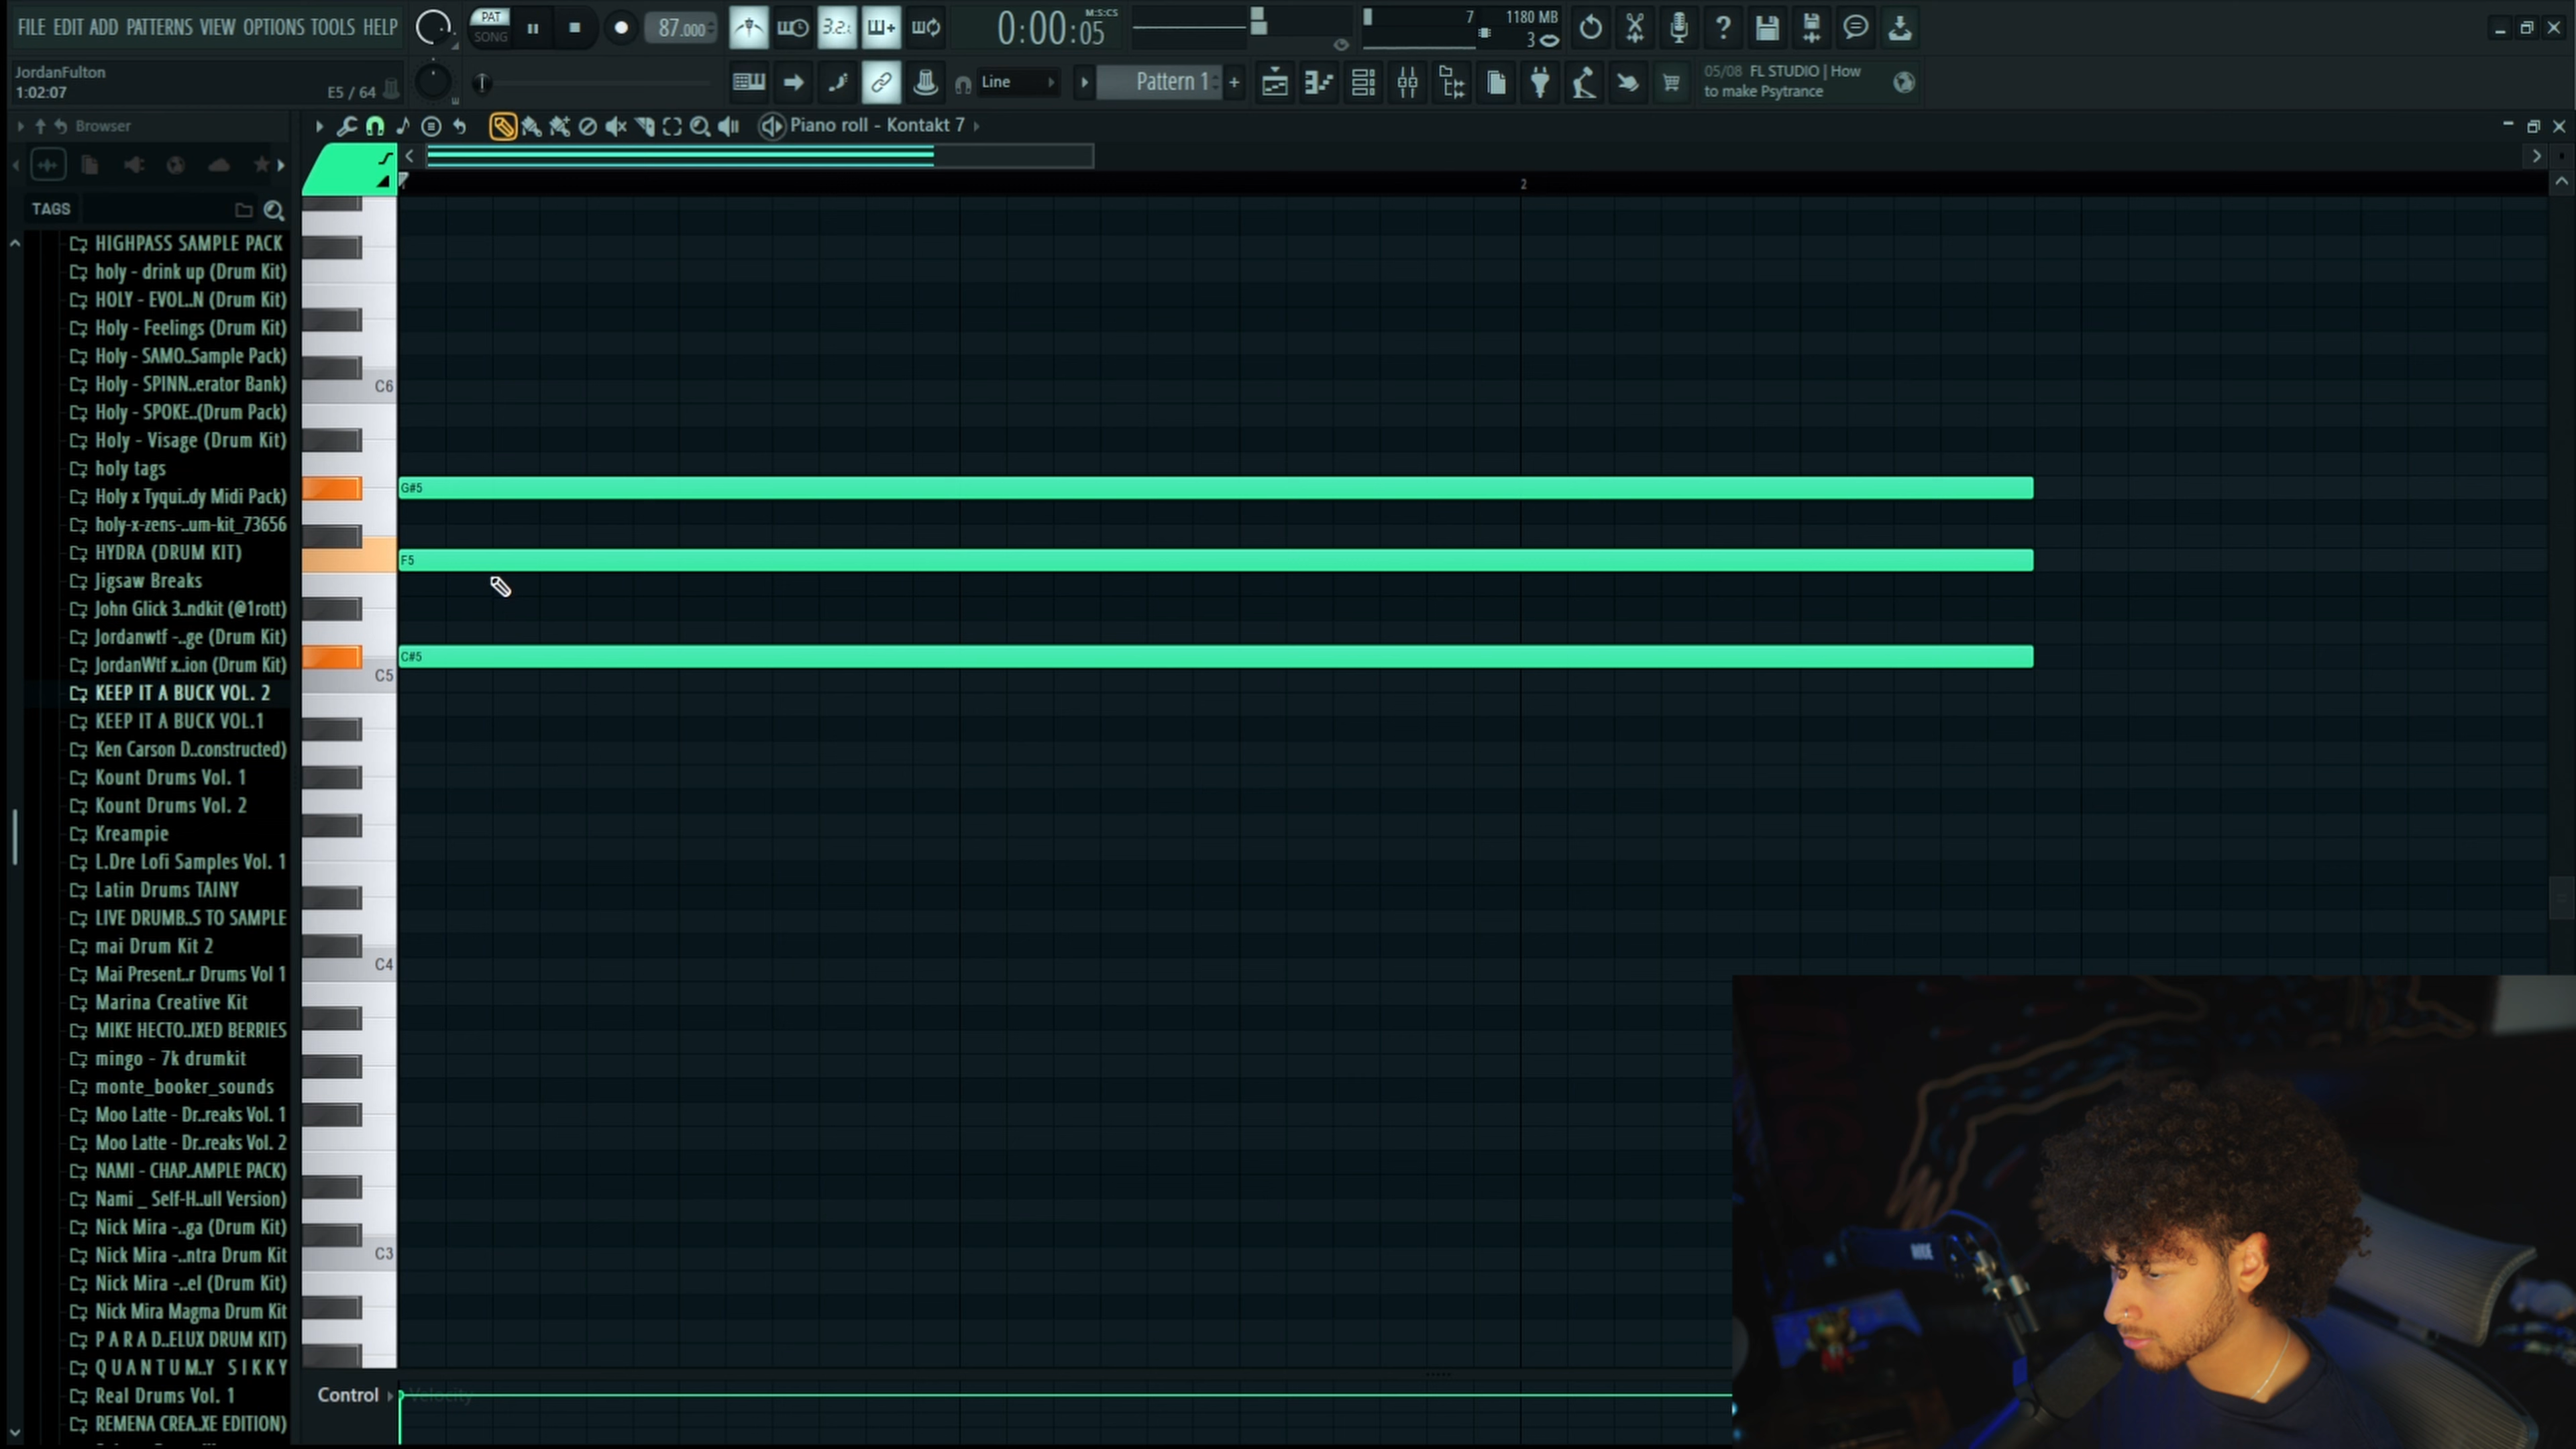 FILE EDIT ADD PATTERNS VIEW OPTIONS TOOLS HELP
PAT
SONG
87.000
3.2.
0:00:05
M:S:CS
7
1180 MB
3
JordanFulton
1:02:07
E5 / 64
Line
Pattern 1
05/08 FL STUDIO | How
to make Psytrance
Browser
Piano roll - Kontakt 7
TAGS
2
HIGHPASS SAMPLE PACK
holy - drink up (Drum Kit)
HOLY - EVOL..N (Drum Kit)
Holy - Feelings (Drum Kit)
Holy - SAMO..Sample Pack)
Holy - SPINN..erator Bank)
Holy - SPOKE..(Drum Pack)
Holy - Visage (Drum Kit)
holy tags
Holy x Tyqui..dy Midi Pack)
holy-x-zens-..um-kit_73656
HYDRA (DRUM KIT)
Jigsaw Breaks
John Glick 3..ndkit (@1rott)
Jordanwtf -..ge (Drum Kit)
JordanWtf x..ion (Drum Kit)
KEEP IT A BUCK VOL. 2
KEEP IT A BUCK VOL.1
Ken Carson D..constructed)
Kount Drums Vol. 1
Kount Drums Vol. 2
Kreampie
L.Dre Lofi Samples Vol. 1
Latin Drums TAINY
LIVE DRUMB..S TO SAMPLE
mai Drum Kit 2
Mai Present..r Drums Vol 1
Marina Creative Kit
MIKE HECTO..IXED BERRIES
mingo - 7k drumkit
monte_booker_sounds
Moo Latte - Dr..reaks Vol. 1
Moo Latte - Dr..reaks Vol. 2
NAMI - CHAP..AMPLE PACK)
Nami _ Self-H..ull Version)
Nick Mira -..ga (Drum Kit)
Nick Mira -..ntra Drum Kit
Nick Mira -..el (Drum Kit)
Nick Mira Magma Drum Kit
P A R A D..ELUX DRUM KIT)
Q U A N T U M..Y S I K K Y
Real Drums Vol. 1
REMENA CREA..XE EDITION)
C6
G#5
F5
C#5
C5
C4
C3
Control
Velocity
RODE